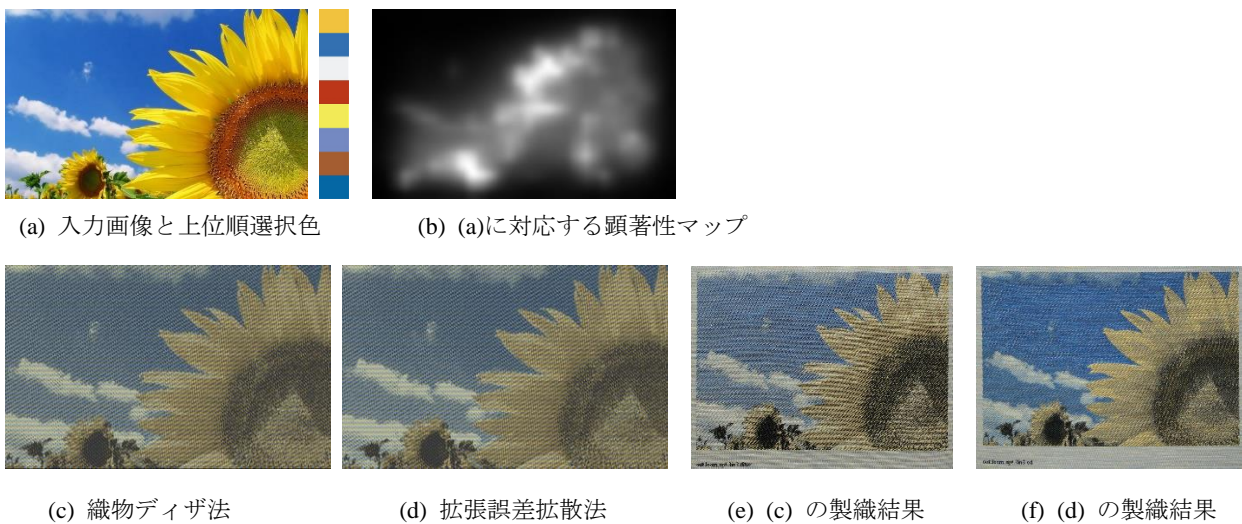 (a) 入力画像と上位順選択色
(b) (a)に対応する顕著性マップ
(c) 織物ディザ法
(d) 拡張誤差拡散法
(e) (c) の製織結果
(f) (d) の製織結果